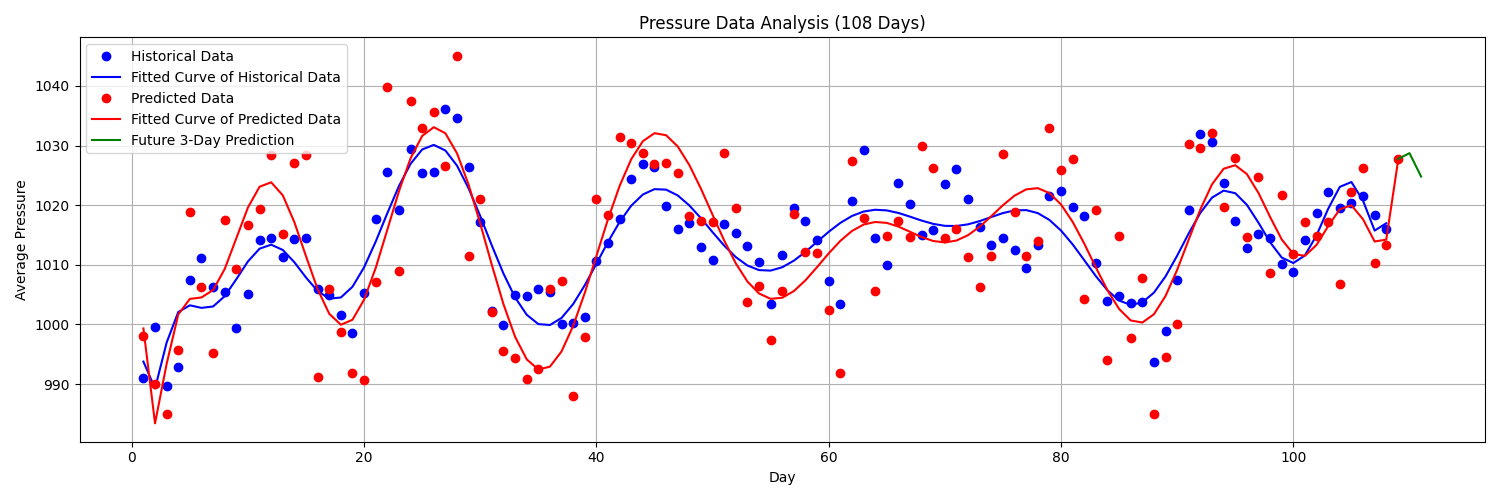 Pressure Data Analysis (108 Days)
Historical Data
Fitted Curve of Historical Data
Predicted Data
Fitted Curve of Predicted Data
Future 3-Day Prediction
Average Pressure
1040
1030
1020
1010
1000
990
0 20 40 60 80 100
Day